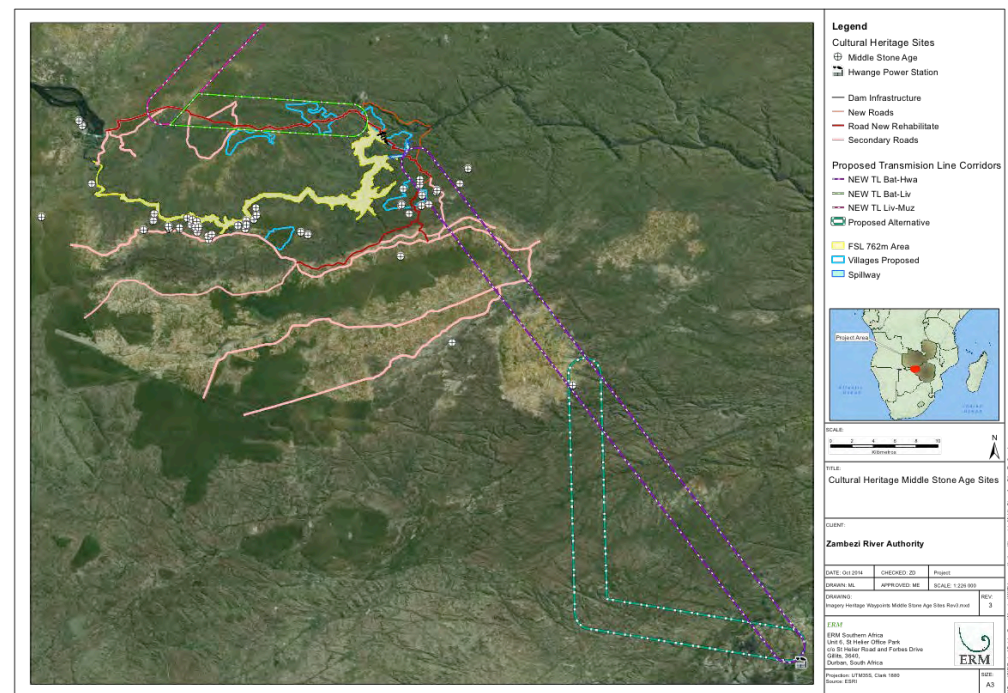 Legend
Cultural Heritage Sites
Middle Stone Age
Hwange Power Station
Dam Infrastructure
New Roads
Road New Rehabilitate
Secondary Roads
Proposed Transmision Line Corridors
NEW TL Bat-Hwa
NEW TL Bat-Liv
NEW TL Liv-Muz
Proposed Alternative
FSL 762m Area
Villages Proposed
Spillway
Project Area
SCALE:
0 2 4 6 8 10
Kilometres
N
TITLE:
Cultural Heritage Middle Stone Age Sites
CLIENT:
Zambezi River Authority
DATE: Oct 2014 CHECKED: ZD Project:
DRAWN: ML APPROVED: ME SCALE: 1:226 000
DRAWING: REV:
Imagery Heritage Waypoints Middle Stone Age Sites Rev3.mxd 3
ERM
ERM Southern Africa
Unit 6, St Helier Office Park
c/o St Helier Road and Forbes Drive
Gillits, 3640,
Durban, South Africa
ERM
Projection: UTM35S, Clark 1880
Source: ESRI
SIZE:
A3